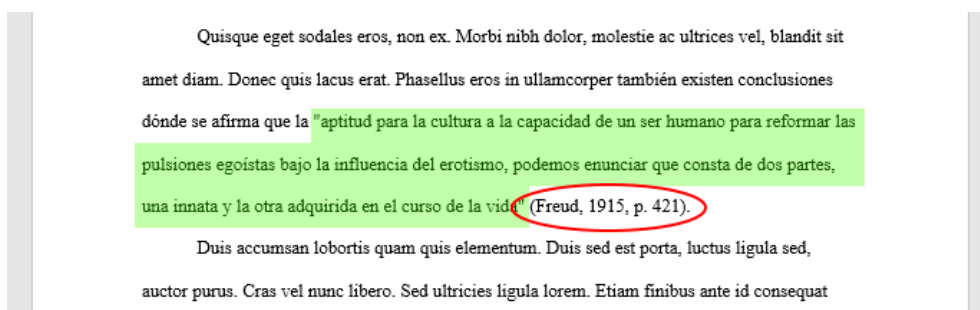 Quisque eget sodales eros, non ex. Morbi nibh dolor, molestie ac ultrices vel, blandit sit
amet diam. Donec quis lacus erat. Phasellus eros in ullamcorper también existen conclusiones
dónde se afirma que la "aptitud para la cultura a la capacidad de un ser humano para reformar las
pulsiones egoístas bajo la influencia del erotismo, podemos enunciar que consta de dos partes,
una innata y la otra adquirida en el curso de la vida" (Freud, 1915, p. 421).
Duis accumsan lobortis quam quis elementum. Duis sed est porta, luctus ligula sed,
auctor purus. Cras vel nunc libero. Sed ultricies ligula lorem. Etiam finibus ante id consequat